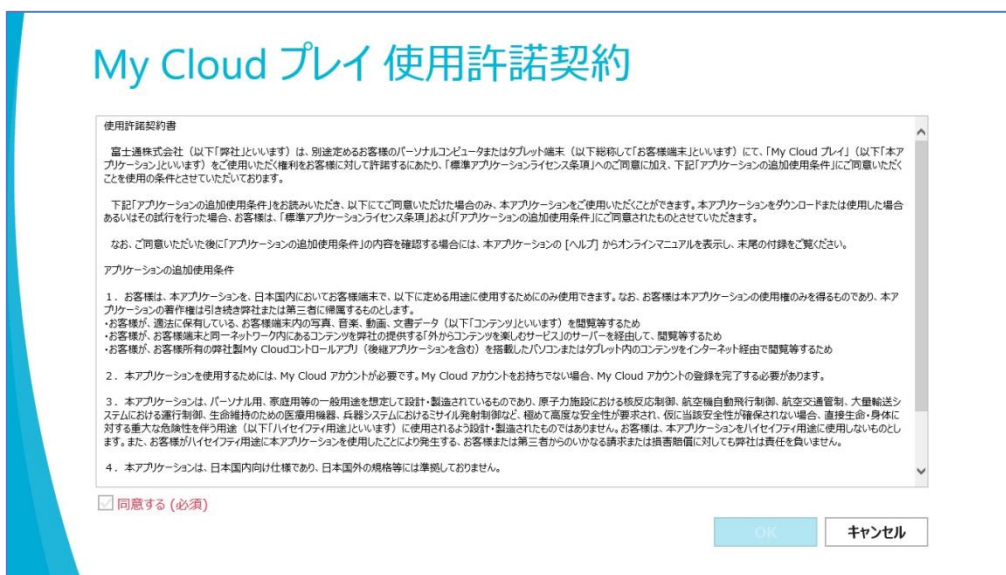 My Cloud プレイ 使用許諾契約
使用許諾契約書
富士通株式会社（以下「弊社」といいます）は、別途定めるお客様のパーソナルコンピュータまたはタブレット端末（以下総称して「お客様端末」といいます）にて、「My Cloud プレイ」（以下「本ア
プリケーション」といいます）をご使用いただく権利をお客様に対して許諾するにあたり、「標準アプリケーションライセンス条項」へのご同意に加え、下記「アプリケーションの追加使用条件」にご同意いただく
ことを使用の条件とさせていただいております。
下記「アプリケーションの追加使用条件」をお読みいただき、以下にてご同意いただけた場合のみ、本アプリケーションをご使用いただくことができます。本アプリケーションをダウンロードまたは使用した場合
あるいはその試行を行った場合、お客様は、「標準アプリケーションライセンス条項」および「アプリケーションの追加使用条件」にご同意されたものとさせていただきます。
なお、ご同意いただいた後に「アプリケーションの追加使用条件」の内容を確認する場合には、本アプリケーションの [ヘルプ] からオンラインマニュアルを表示し、末尾の付録をご覧ください。
アプリケーションの追加使用条件
１．お客様は、本アプリケーションを、日本国内においてお客様端末で、以下に定める用途に使用するためにのみ使用できます。なお、お客様は本アプリケーションの使用権のみを得るものであり、本ア
プリケーションの著作権は引き続き弊社または第三者に帰属するものとします。
・お客様が、適法に保有している、お客様端末内の写真、音楽、動画、文書データ（以下「コンテンツ」といいます）を閲覧等するため
・お客様が、お客様端末と同一ネットワーク内にあるコンテンツを弊社の提供する「外からコンテンツを楽しむサービス」のサーバーを経由して、閲覧等するため
・お客様が、お客様所有の弊社製My Cloudコントロールアプリ（後継アプリケーションを含む）を搭載したパソコンまたはタブレット内のコンテンツをインターネット経由で閲覧等するため
２．本アプリケーションを使用するためには、My Cloud アカウントが必要です。My Cloud アカウントをお持ちでない場合、My Cloud アカウントの登録を完了する必要があります。
３．本アプリケーションは、パーソナル用、家庭用等の一般用途を想定して設計・製造されているものであり、原子力施設における核反応制御、航空機自動飛行制御、航空交通管制、大量輸送シ
ステムにおける運行制御、生命維持のための医療用機器、兵器システムにおけるミサイル発射制御など、極めて高度な安全性が要求され、仮に当該安全性が確保されない場合、直接生命・身体に
対する重大な危険性を伴う用途（以下「ハイセイフティ用途」といいます）に使用されるよう設計・製造されたものではありません。お客様は、本アプリケーションをハイセイフティ用途に使用しないものとし
ます。また、お客様がハイセイフティ用途に本アプリケーションを使用したことにより発生する、お客様または第三者からのいかなる請求または損害賠償に対しても弊社は責任を負いません。
４．本アプリケーションは、日本国内向け仕様であり、日本国外の規格等には準拠しておりません。
同意する (必須)
OK
キャンセル